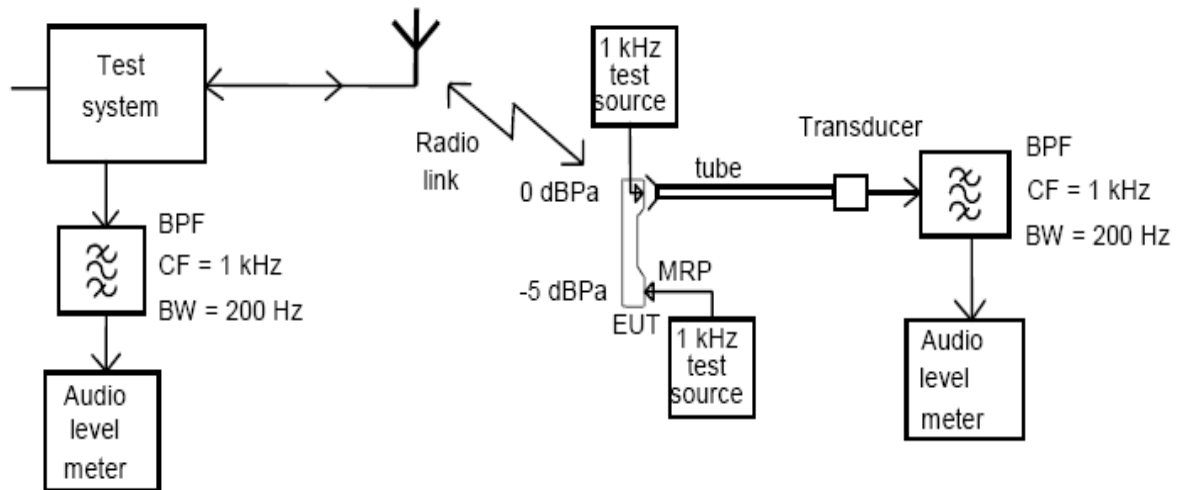 Test
system
BPF
CF = 1 kHz
BW = 200 Hz
Audio
level
meter
Radio
link
1 kHz
test
source
0 dBPa
-5 dBPa
MRP
EUT
1 kHz
test
source
tube
Transducer
BPF
CF = 1 kHz
BW = 200 Hz
Audio
level
meter